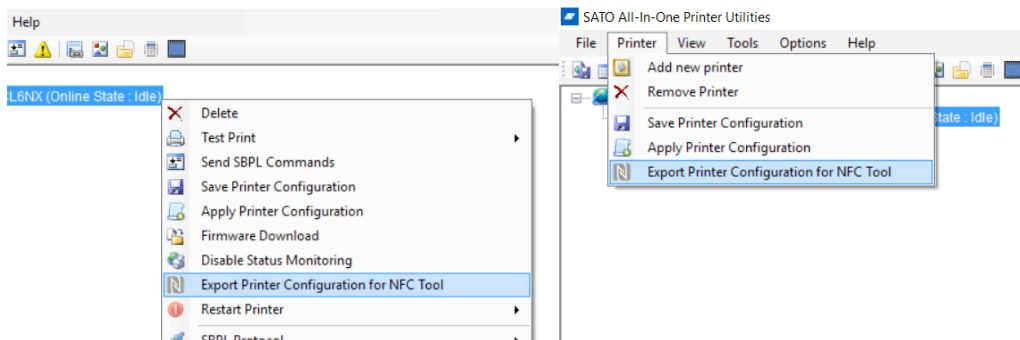 Help
CL6NX (Online State : Idle)
Delete
Test Print
Send SBPL Commands
Save Printer Configuration
Apply Printer Configuration
Firmware Download
Disable Status Monitoring
Export Printer Configuration for NFC Tool
Restart Printer
SBPL Protocol
SATO All-In-One Printer Utilities
File Printer View Tools Options Help
Add new printer
Remove Printer
State : Idle)
Save Printer Configuration
Apply Printer Configuration
Export Printer Configuration for NFC Tool